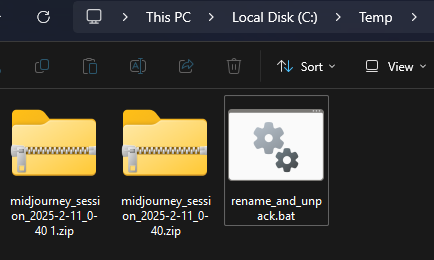 This PC > Local Disk (C:) > Temp >
Sort
View
midjourney_sessi
on_2025-2-11_0-
40 1.zip
midjourney_sessi
on_2025-2-11_0-
40.zip
rename_and_unp
ack.bat